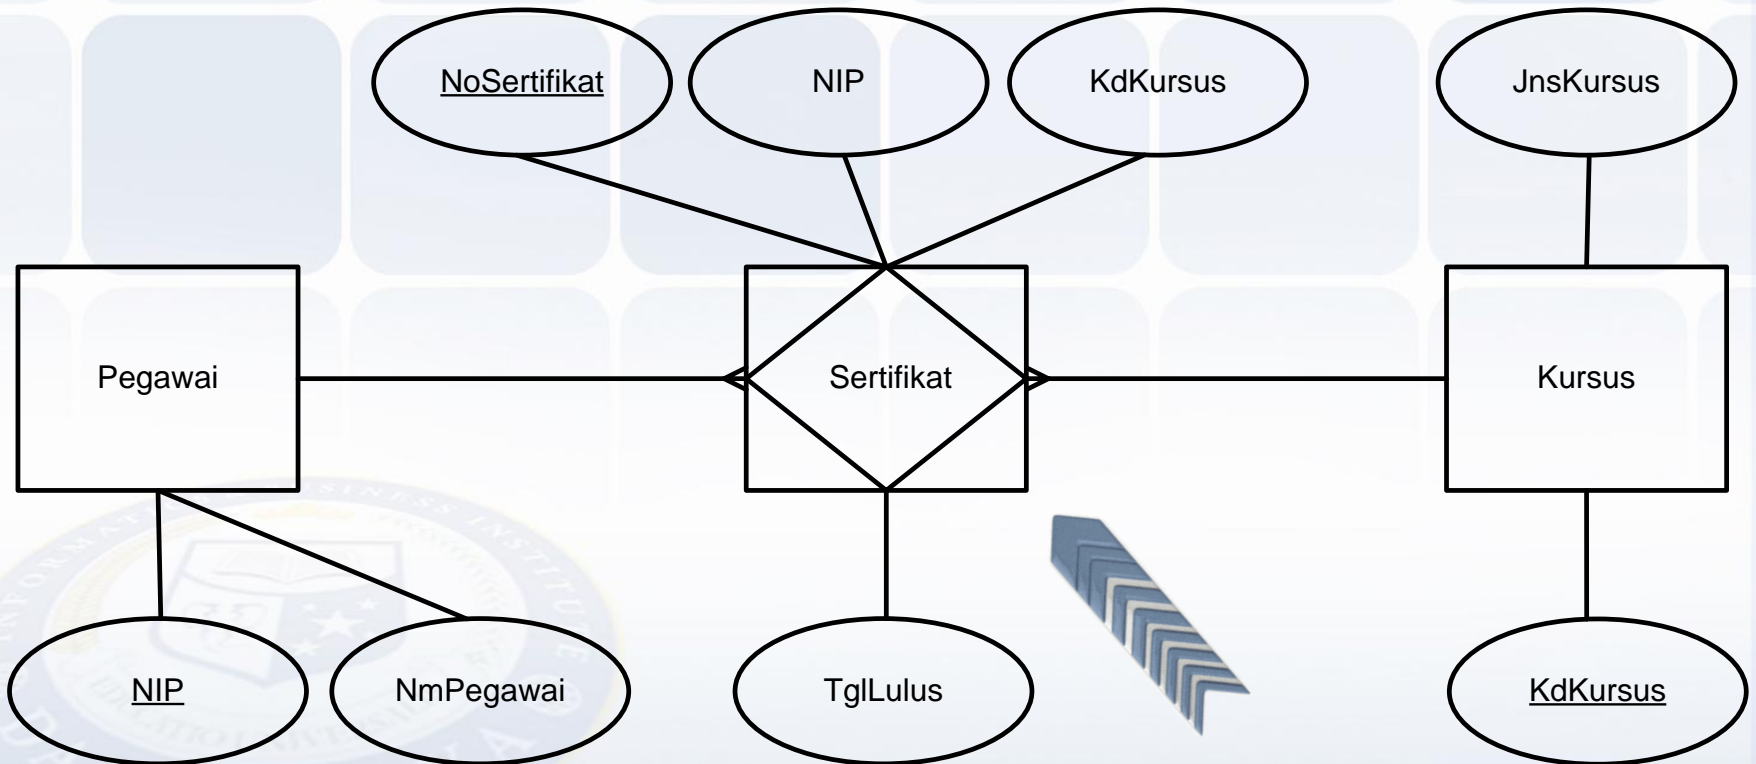 NoSertifikat
NIP
KdKursus
JnsKursus
Pegawai
Sertifikat
Kursus
NIP
NmPegawai
TglLulus
KdKursus